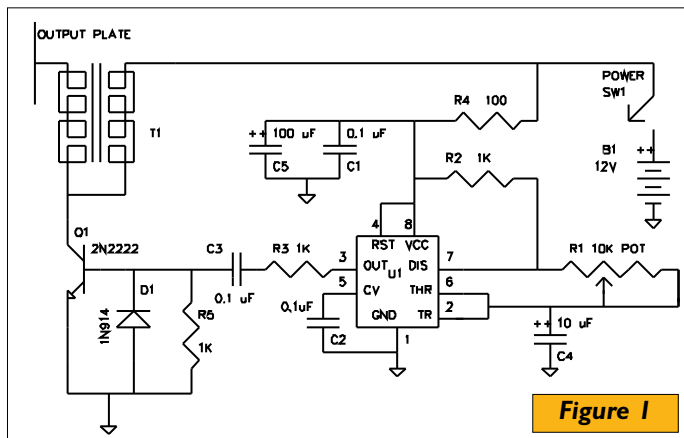 OUTPUT PLATE
T1
POWER
SW1
R4 100
++ 100 uF
0.1 uF
C5
C1
R2 1K
B1
++
12V
Q1
2N2222
C3
R3 1K
4
8
RST
VCC
3
OUT
U1
DIS
7
R1 10K POT
D1
0.1 uF
5
CV
THR
6
1N914
R5
1K
0.1uF
C2
GND
TR
2
1
++
10 uF
C4
Figure 1